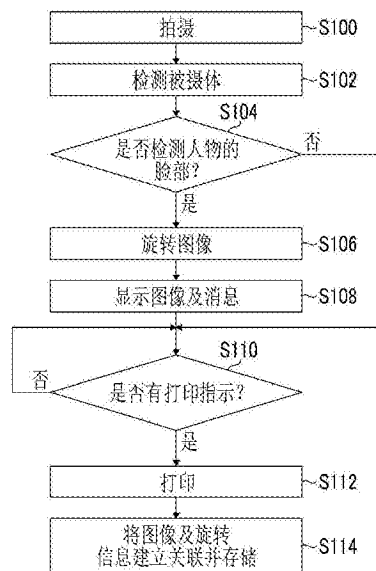 拍摄
S100
检测被摄体
S102
S104
是否检测人物的
脸部？
否
是
旋转图像
S106
显示图像及消息
S108
S110
否
是否有打印指示？
是
打印
S112
将图像及旋转
信息建立关联并存储
S114